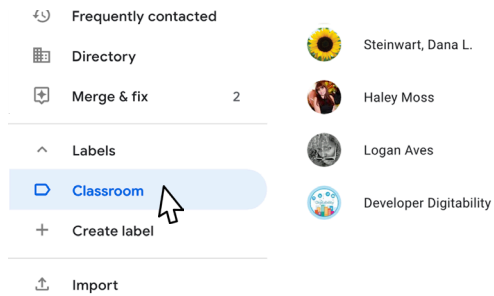 Frequently contacted
Directory
Merge & fix 2
Labels
Classroom
Create label
Import
Steinwart, Dana L.
Haley Moss
Logan Aves
Developer Digitability